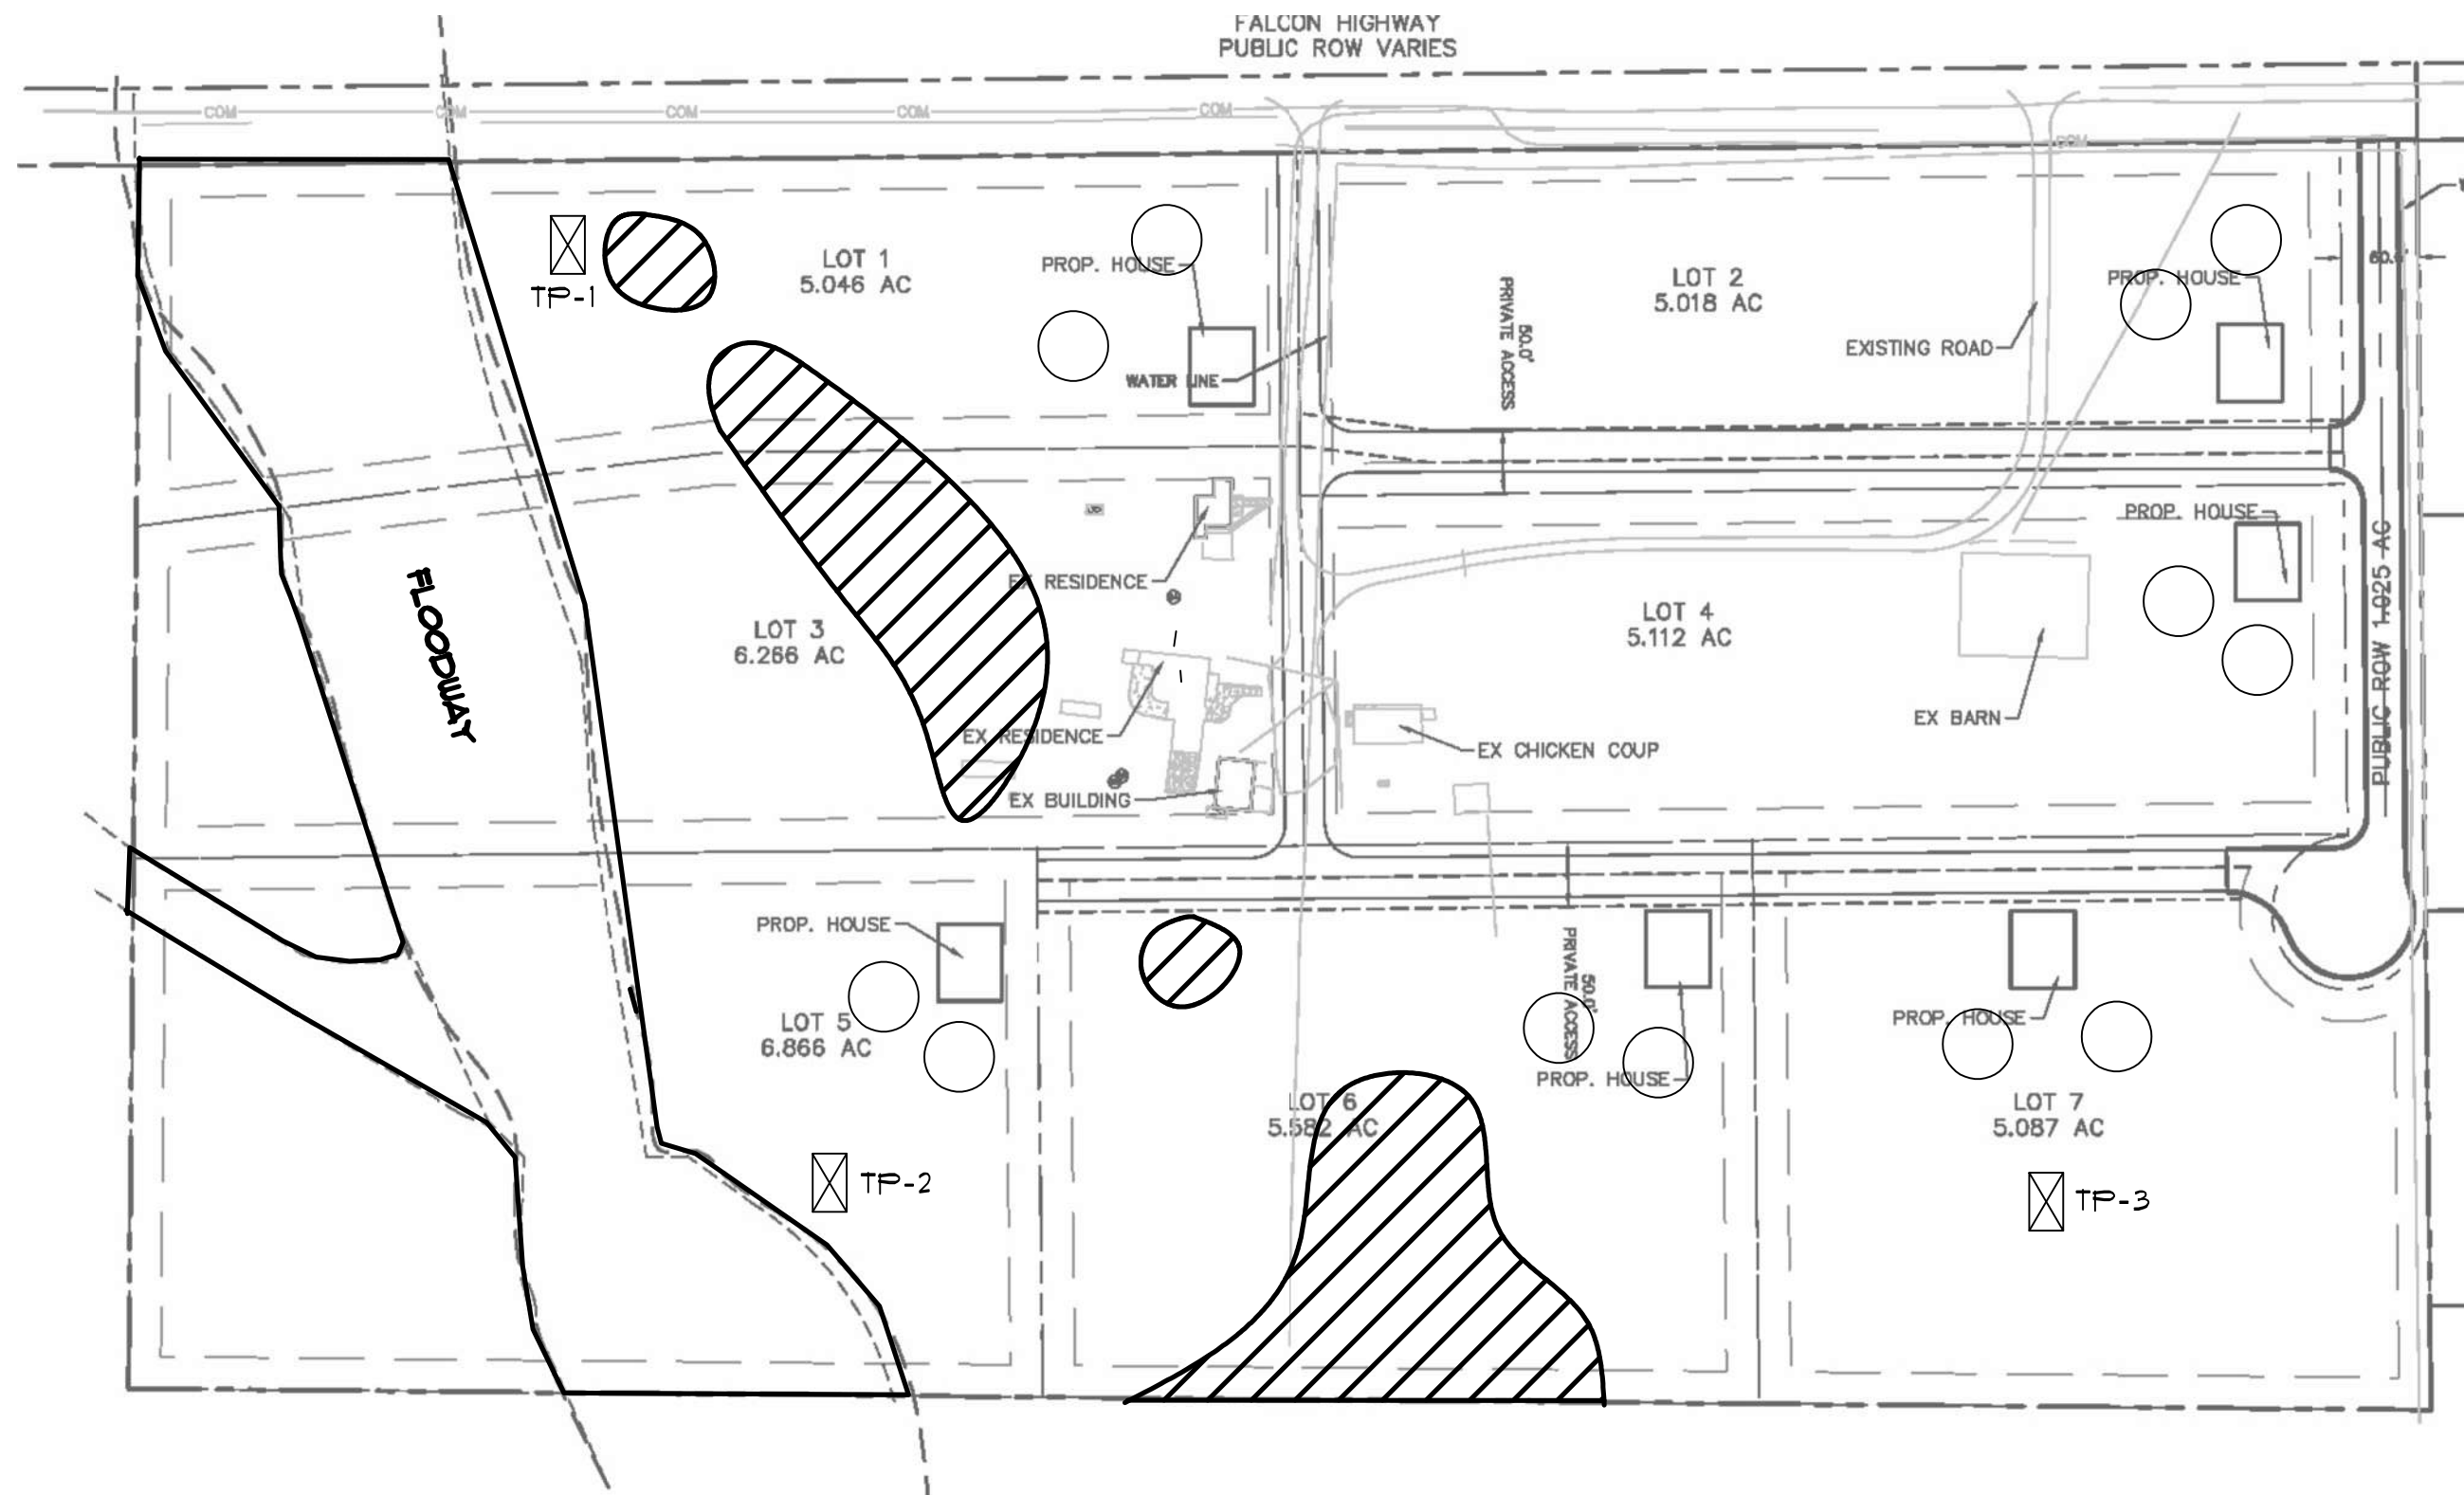 FALCON HIGHWAY
PUBLIC ROW VARIES
COM
COM
COM
COM
COM
COM
TP-1
LOT 1
5.046 AC
PROP. HOUSE
WATER LINE
50.0'
PRIVATE ACCESS
LOT 2
5.018 AC
EXISTING ROAD
PROP. HOUSE
60.0'
FLOODWAY
LOT 3
6.266 AC
EX RESIDENCE
EX RESIDENCE
EX BUILDING
EX CHICKEN COUP
LOT 4
5.112 AC
EX BARN
PROP. HOUSE
PUBLIC ROW 1.025 AC
PROP. HOUSE
LOT 5
6.866 AC
TP-2
LOT 6
5.582 AC
50.0'
PRIVATE ACCESS
PROP. HOUSE
PROP. HOUSE
LOT 7
5.087 AC
TP-3